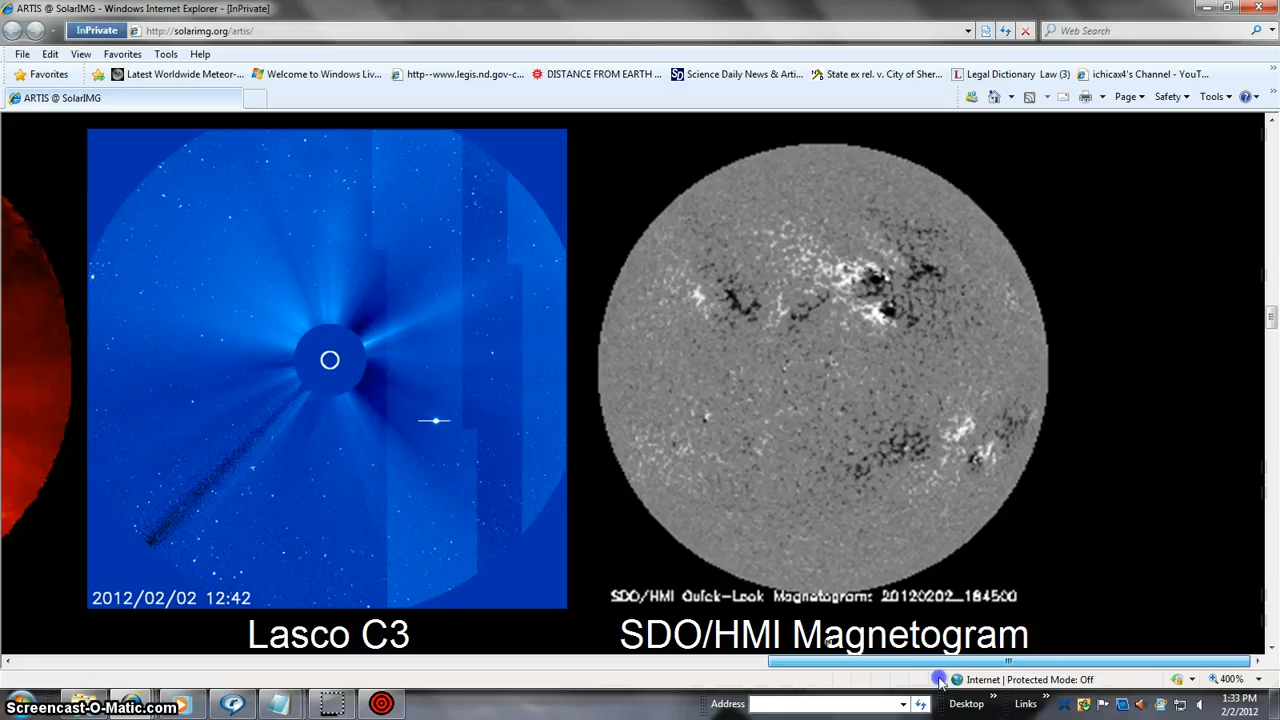 ARTIS @ SolarIMG - Windows Internet Explorer - [InPrivate]
InPrivate http://solarimg.org/artis/ Web Search
File Edit View Favorites Tools Help
Favorites Latest Worldwide Meteor-... Welcome to Windows Liv... http--www.legis.nd.gov-c... DISTANCE FROM EARTH ... Science Daily News & Arti... State ex rel. v. City of Sher... Legal Dictionary Law (3) ichicax4's Channel - YouT...
ARTIS @ SolarIMG Page Safety Tools
2012/02/02 12:42
SDO/HMI Quick-Look Magnetogram: 20120202_184500
Lasco C3
SDO/HMI Magnetogram
Internet | Protected Mode: Off 400%
Screencast-O-Matic.com Address Desktop Links 1:33 PM
2/2/2012